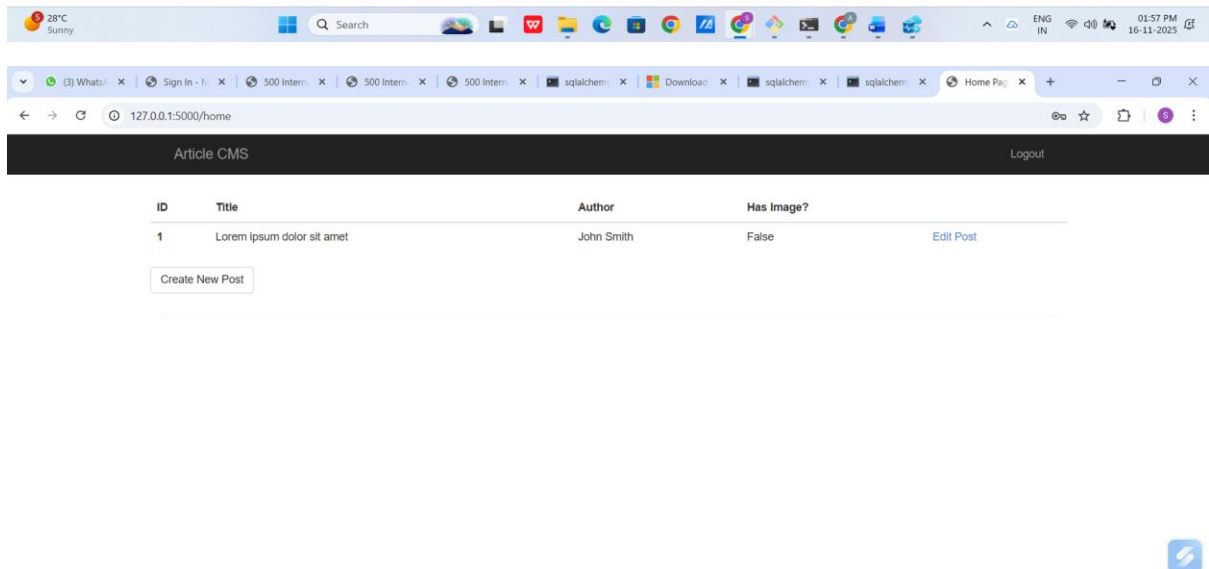 5 28°C
Sunny
Search
ENG
IN
01:57 PM
16-11-2025
(3) Whats/
Sign In - M
500 Intern
500 Intern
500 Intern
sqlalchem
Download
sqlalchem
sqlalchem
Home Pag
127.0.0.1:5000/home
S
Article CMS Logout
ID Title Author Has Image?
1 Lorem ipsum dolor sit amet John Smith False Edit Post
Create New Post